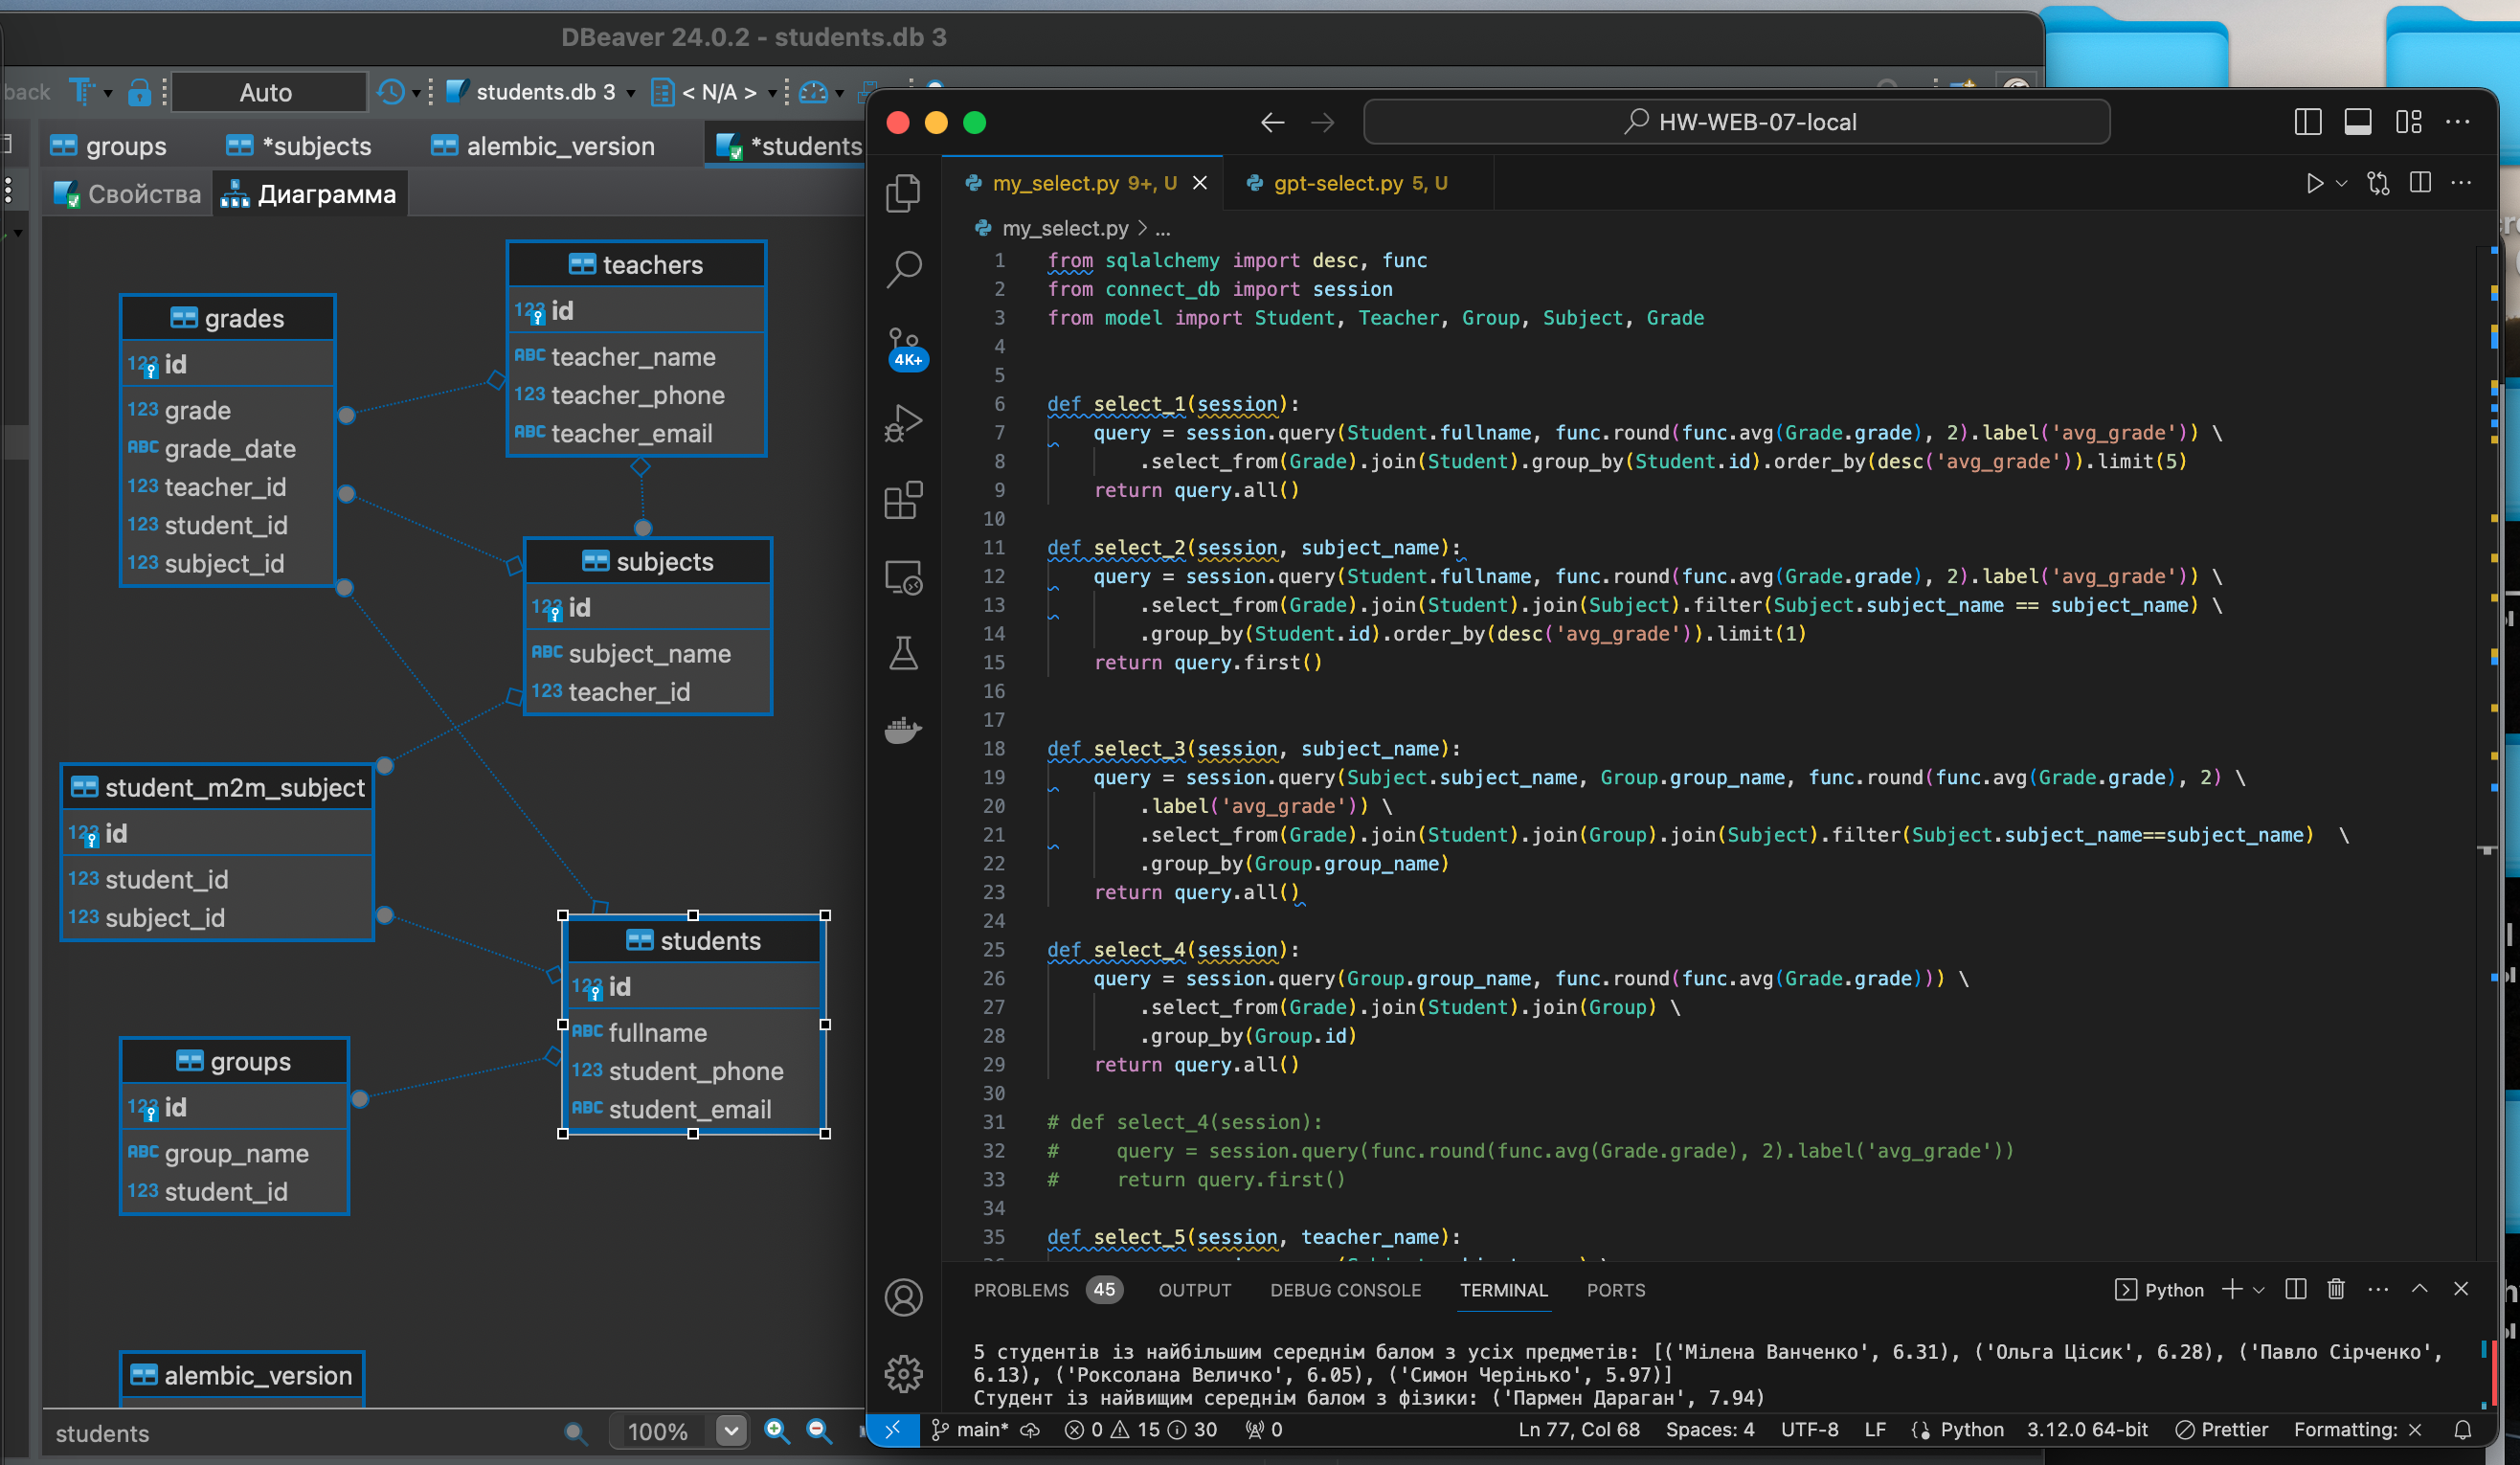 DBeaver 24.0.2 - students.db 3
back
Auto
students.db 3
< N/A >
groups
*subjects
alembic_version
*students
Свойства
Диаграмма
teachers
123 id
ABC teacher_name
123 teacher_phone
ABC teacher_email
grades
123 id
123 grade
ABC grade_date
123 teacher_id
123 student_id
123 subject_id
subjects
123 id
ABC subject_name
123 teacher_id
student_m2m_subject
123 id
123 student_id
123 subject_id
students
123 id
ABC fullname
123 student_phone
ABC student_email
groups
123 id
ABC group_name
123 student_id
alembic_version
students
100%
HW-WEB-07-local
my_select.py 9+, U
gpt-select.py 5, U
my_select.py > ...
4K+
1 from sqlalchemy import desc, func
2 from connect_db import session
3 from model import Student, Teacher, Group, Subject, Grade
4
5
6 def select_1(session):
7     query = session.query(Student.fullname, func.round(func.avg(Grade.grade), 2).label('avg_grade')) \
8         .select_from(Grade).join(Student).group_by(Student.id).order_by(desc('avg_grade')).limit(5)
9     return query.all()
10
11 def select_2(session, subject_name):
12     query = session.query(Student.fullname, func.round(func.avg(Grade.grade), 2).label('avg_grade')) \
13         .select_from(Grade).join(Student).join(Subject).filter(Subject.subject_name == subject_name) \
14         .group_by(Student.id).order_by(desc('avg_grade')).limit(1)
15     return query.first()
16
17
18 def select_3(session, subject_name):
19     query = session.query(Subject.subject_name, Group.group_name, func.round(func.avg(Grade.grade), 2) \
20         .label('avg_grade')) \
21         .select_from(Grade).join(Student).join(Group).join(Subject).filter(Subject.subject_name==subject_name)  \
22         .group_by(Group.group_name)
23     return query.all()
24
25 def select_4(session):
26     query = session.query(Group.group_name, func.round(func.avg(Grade.grade))) \
27         .select_from(Grade).join(Student).join(Group) \
28         .group_by(Group.id)
29     return query.all()
30
31 # def select_4(session):
32 #     query = session.query(func.round(func.avg(Grade.grade), 2).label('avg_grade'))
33 #     return query.first()
34
35 def select_5(session, teacher_name):
PROBLEMS 45 OUTPUT DEBUG CONSOLE TERMINAL PORTS
Python
5 студентів із найбільшим середнім балом з усіх предметів: [('Мілена Ванченко', 6.31), ('Ольга Цісик', 6.28), ('Павло Сірченко',
6.13), ('Роксолана Величко', 6.05), ('Симон Черінько', 5.97)]
Студент із найвищим середнім балом з фізики: ('Пармен Дараган', 7.94)
main* 0 15 30 0 Ln 77, Col 68 Spaces: 4 UTF-8 LF Python 3.12.0 64-bit Prettier Formatting: ×